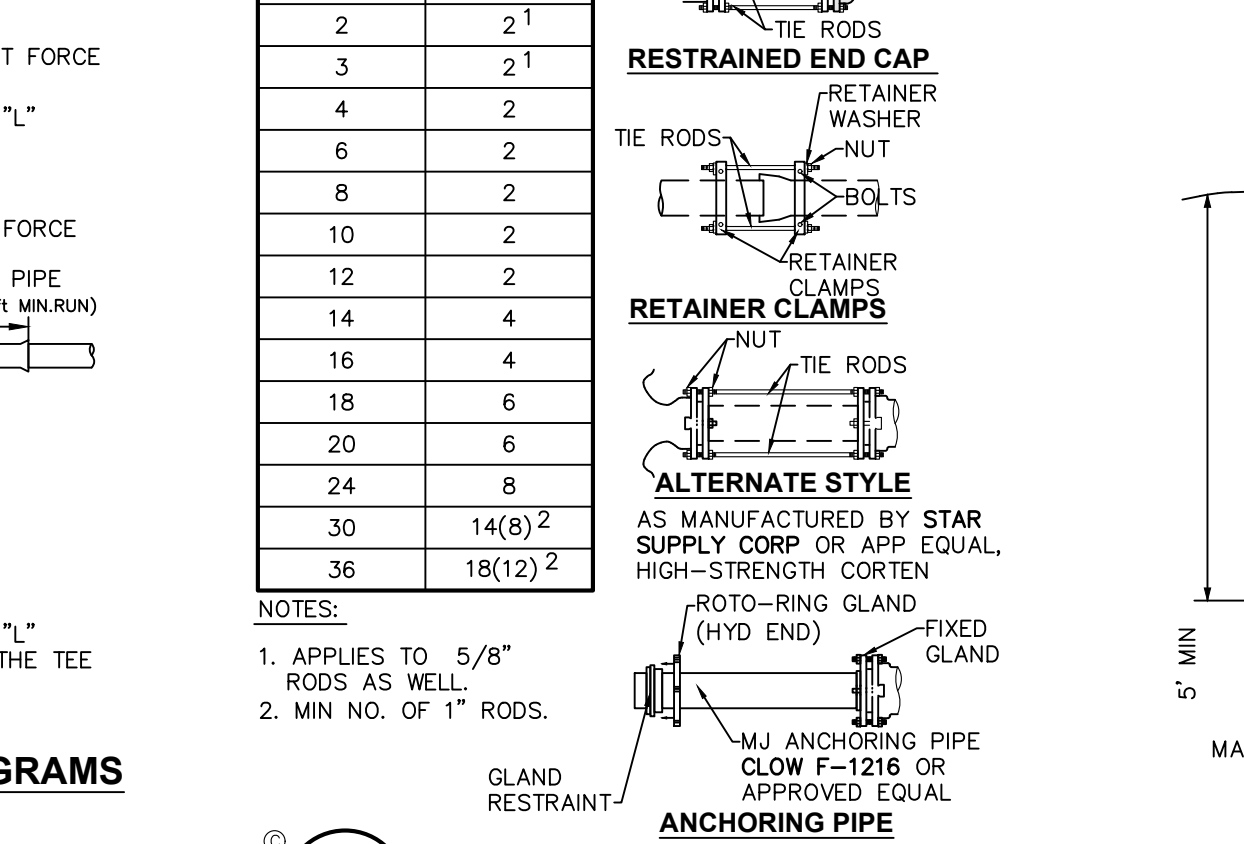 T FORCE
"L"
FORCE
PIPE
ft MIN.RUN)
"L"
THE TEE
GRAMS
2 2 1
3 2 1
4 2
6 2
8 2
10 2
12 2
14 4
16 4
18 6
20 6
24 8
30 14(8) 2
36 18(12) 2
NOTES:
1. APPLIES TO 5/8"
RODS AS WELL.
2. MIN NO. OF 1" RODS.
©
TIE RODS
RESTRAINED END CAP
RETAINER
WASHER
TIE RODS
NUT
BOLTS
RETAINER
CLAMPS
RETAINER CLAMPS
NUT
TIE RODS
ALTERNATE STYLE
AS MANUFACTURED BY STAR
SUPPLY CORP OR APP EQUAL,
HIGH-STRENGTH CORTEN
ROTO-RING GLAND
(HYD END)
FIXED
GLAND
MJ ANCHORING PIPE
CLOW F-1216 OR
APPROVED EQUAL
GLAND
RESTRAINT
ANCHORING PIPE
5' MIN
MA